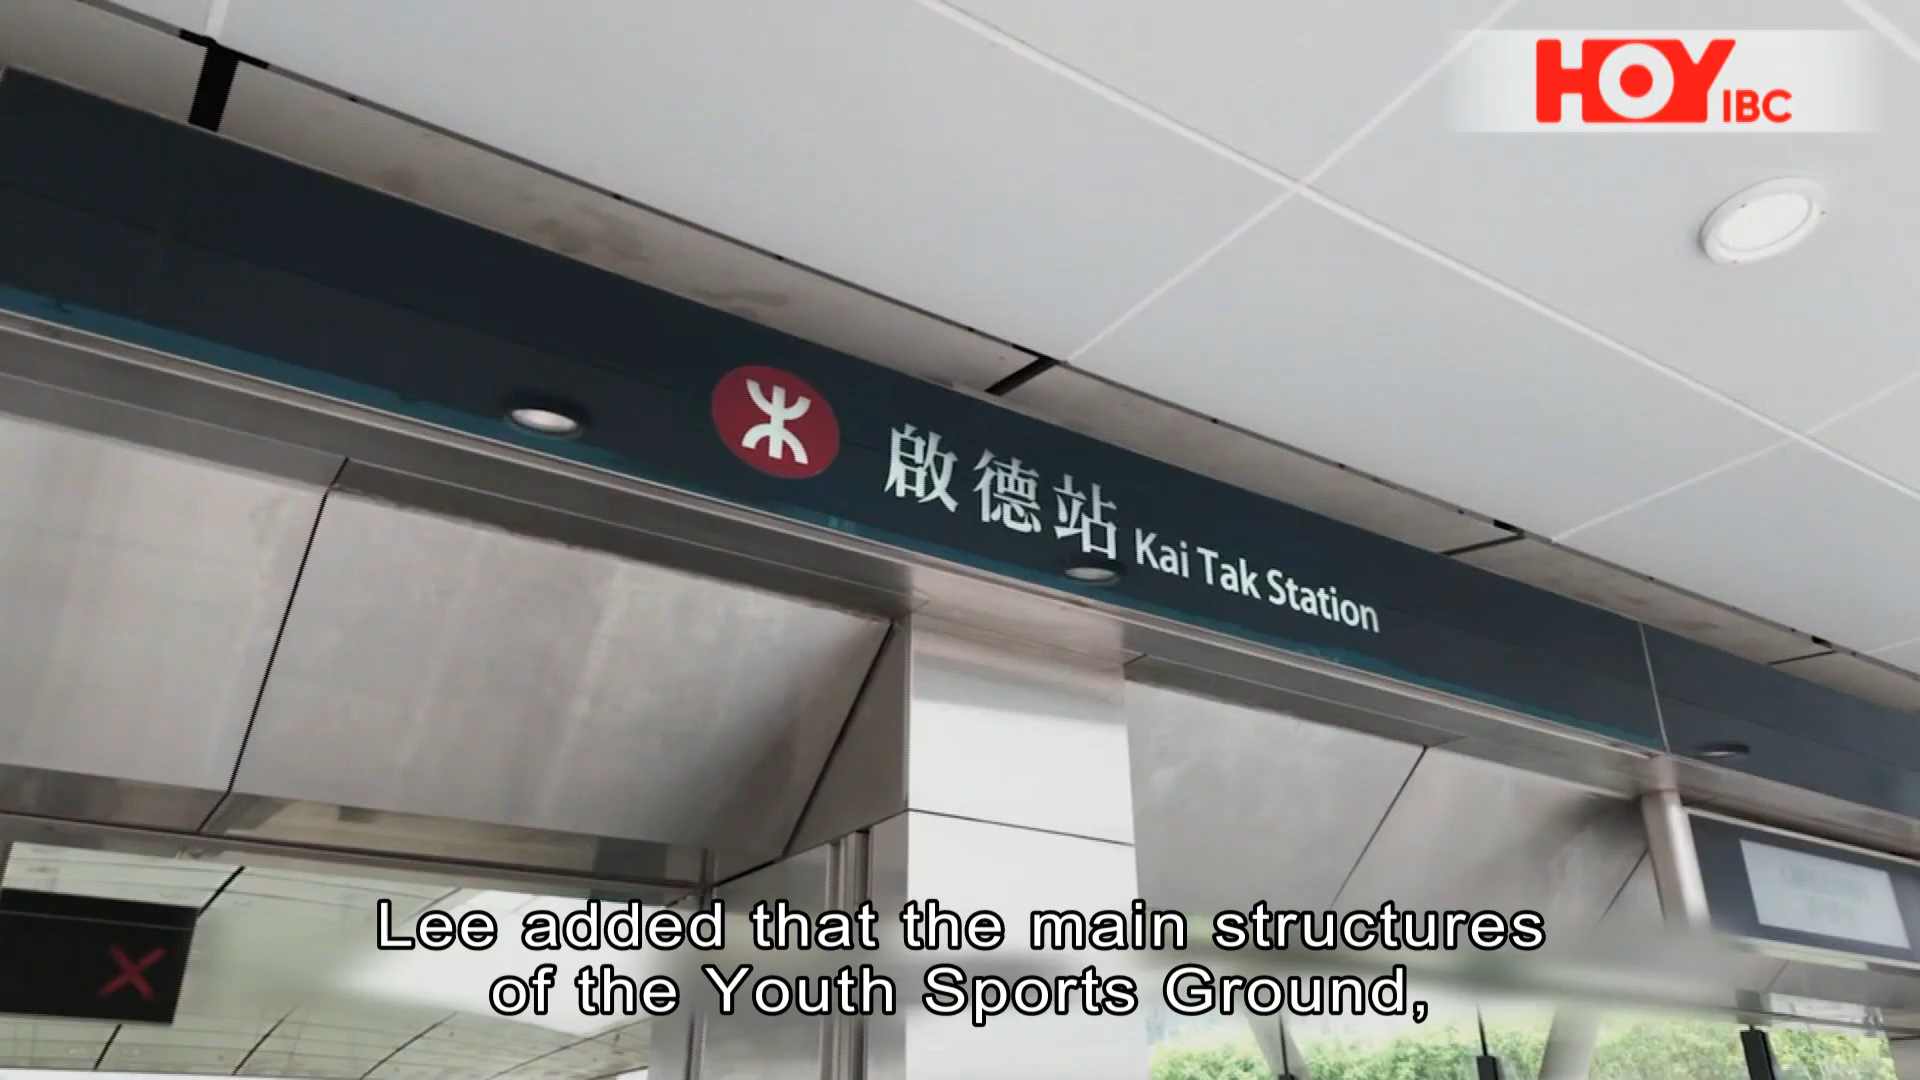 HOY IBC
啟德站 Kai Tak Station
Lee added that the main structures
of the Youth Sports Ground,